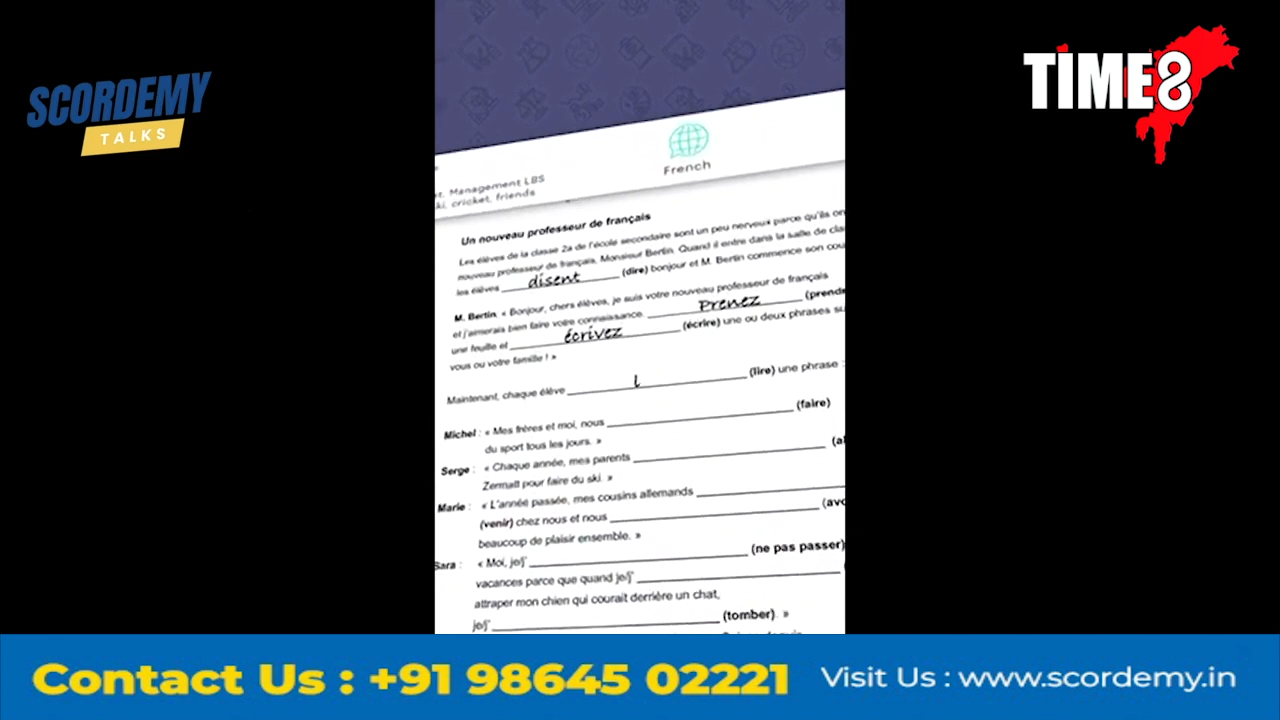 SCORDEMY
TALKS
TIME8
French
Management LBS
cricket, friends
Un nouveau professeur de français
Les élèves de la classe 2a de l'école secondaire sont un peu nerveux parce qu'ils
nouveau professeur de français, Monsieur Bertin. Quand il entre dans la salle de
les élèves disent (dire) bonjour et M. Bertin commence son
M. Bertin: « Bonjour, chers élèves, je suis votre nouveau professeur de français
et j'aimerais bien faire votre connaissance. Prenez
une feuille et écrivez (écrire) une ou deux phrases
vous ou votre famille ! »
Maintenant, chaque élève l (lire) une phrase :
Michel : « Mes frères et moi, nous (faire)
du sport tous les jours. »
Serge : « Chaque année, mes parents
Zermatt pour faire du ski. »
Marie : « L'année passée, mes cousins allemands
(venir) chez nous et nous
beaucoup de plaisir ensemble. »
Sara : « Moi, je/j' (ne pas passer)
vacances parce que quand je/j'
attraper mon chien qui courait derrière un chat,
je/j' (tomber). »
Contact Us : +91 98645 02221
Visit Us : www.scordemy.in